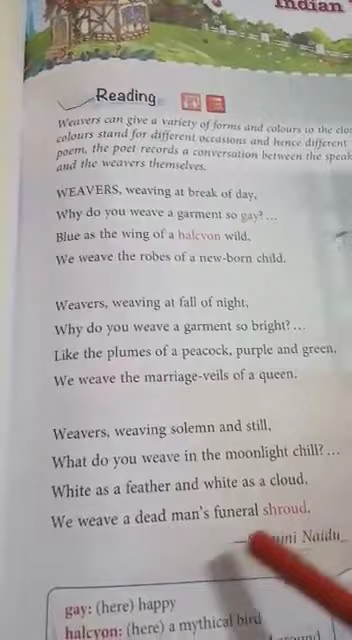 Indian
Reading
Weavers can give a variety of forms and colours to the
colours stand for different occasions and hence different
poem, the poet records a conversation between the
and the weavers themselves.
WEAVERS, weaving at break of day,
Why do you weave a garment so gay?...
Blue as the wing of a halcyon wild,
We weave the robes of a new-born child.
Weavers, weaving at fall of night,
Why do you weave a garment so bright?...
Like the plumes of a peacock, purple and green,
We weave the marriage-veils of a queen.
Weavers, weaving solemn and still,
What do you weave in the moonlight chill?...
White as a feather and white as a cloud,
We weave a dead man's funeral shroud.
Naidu
gay: (here) happy
halcyon: (here) a mythical bird